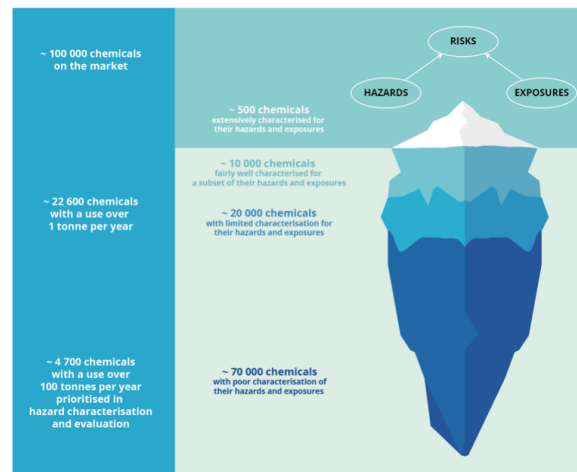 ~ 100 000 chemicals
on the market
~ 22 600 chemicals
with a use over
1 tonne per year
~ 4 700 chemicals
with a use over
100 tonnes per year
prioritised in
hazard characterisation
and evaluation
RISKS
HAZARDS
EXPOSURES
~ 500 chemicals
extensively characterised for
their hazards and exposures
~ 10 000 chemicals
fairly well characterised for
a subset of their hazards and exposures
~ 20 000 chemicals
with limited characterisation for
their hazards and exposures
~ 70 000 chemicals
with poor characterisation of
their hazards and exposures